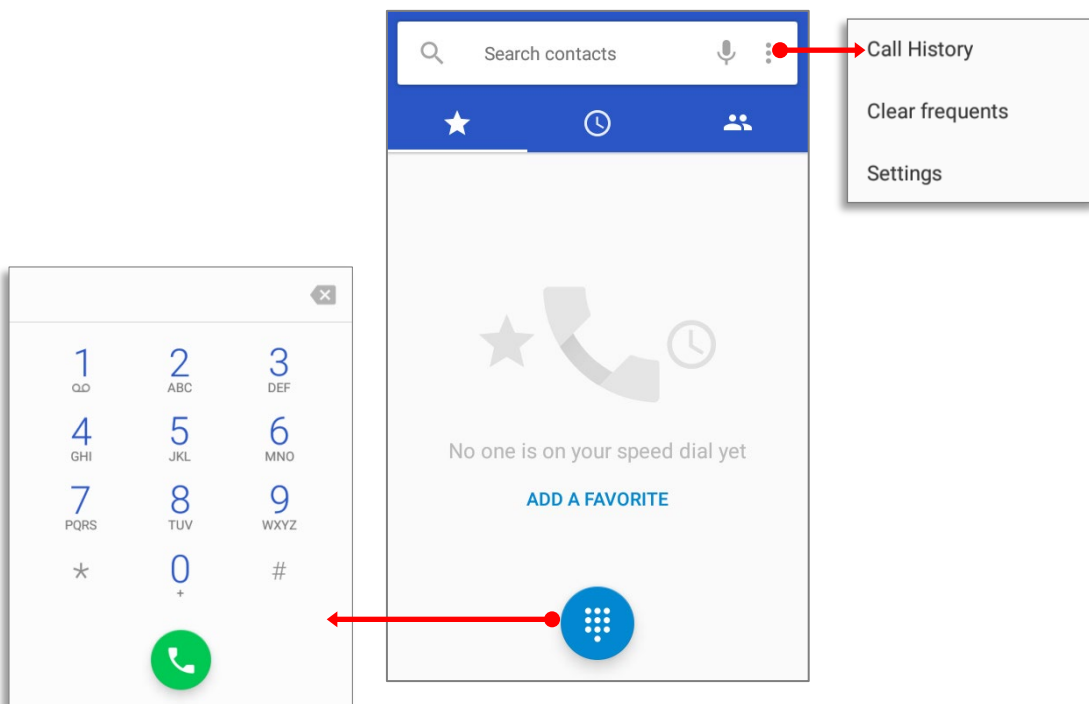 Search contacts
Call History
Clear frequents
Settings
No one is on your speed dial yet
ADD A FAVORITE
1 2 3
ABC DEF
4 5 6
GHI JKL MNO
7 8 9
PQRS TUV WXYZ
* 0 #
+